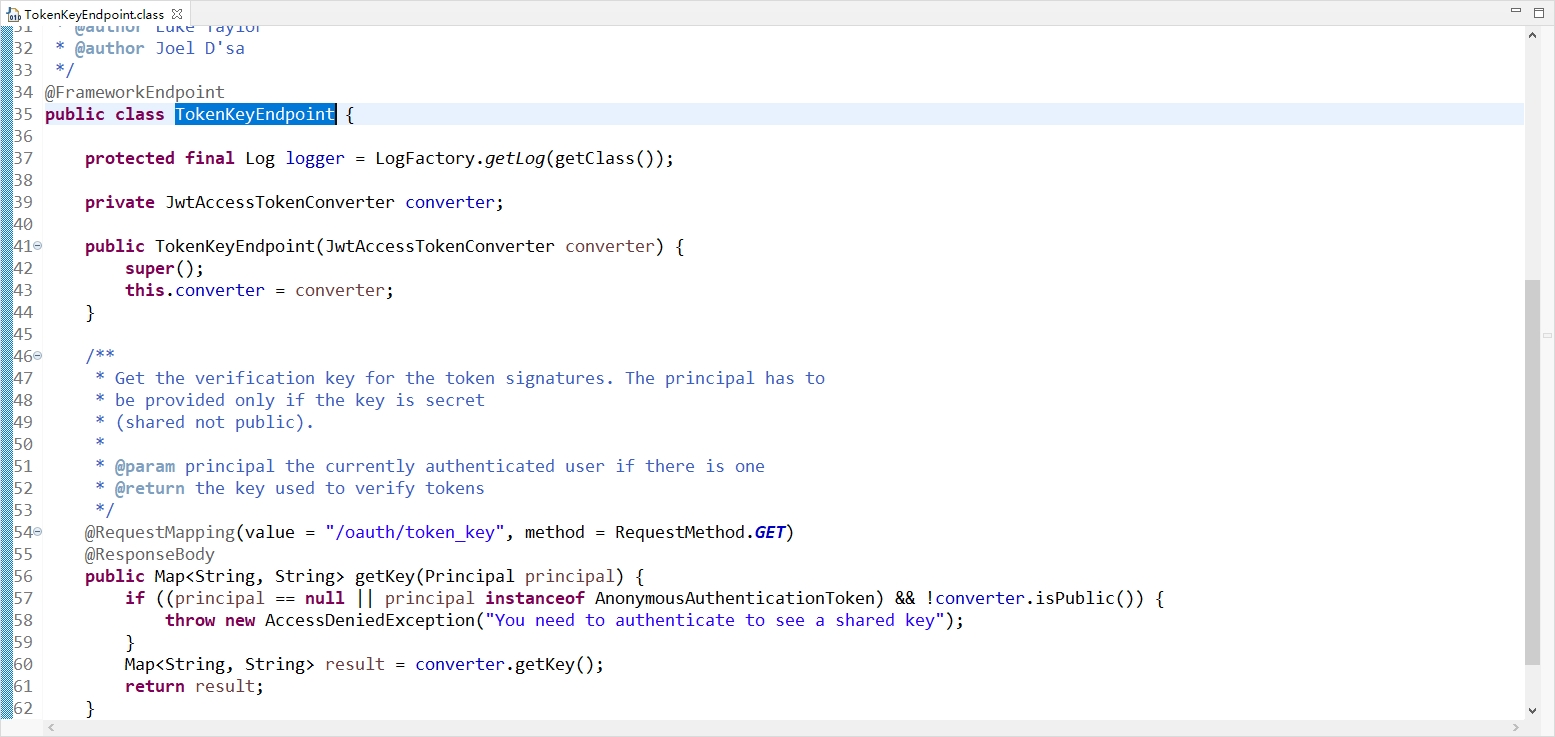 TokenKeyEndpoint.class
31 * @author Luke Taylor
32 * @author Joel D'sa
33 */
34 @FrameworkEndpoint
35 public class TokenKeyEndpoint {
36
37 protected final Log logger = LogFactory.getLog(getClass());
38
39 private JwtAccessTokenConverter converter;
40
41 public TokenKeyEndpoint(JwtAccessTokenConverter converter) {
42 super();
43 this.converter = converter;
44 }
45
46 /**
47 * Get the verification key for the token signatures. The principal has to
48 * be provided only if the key is secret
49 * (shared not public).
50 *
51 * @param principal the currently authenticated user if there is one
52 * @return the key used to verify tokens
53 */
54 @RequestMapping(value = "/oauth/token_key", method = RequestMethod.GET)
55 @ResponseBody
56 public Map<String, String> getKey(Principal principal) {
57 if ((principal == null || principal instanceof AnonymousAuthenticationToken) && !converter.isPublic()) {
58 throw new AccessDeniedException("You need to authenticate to see a shared key");
59 }
60 Map<String, String> result = converter.getKey();
61 return result;
62 }